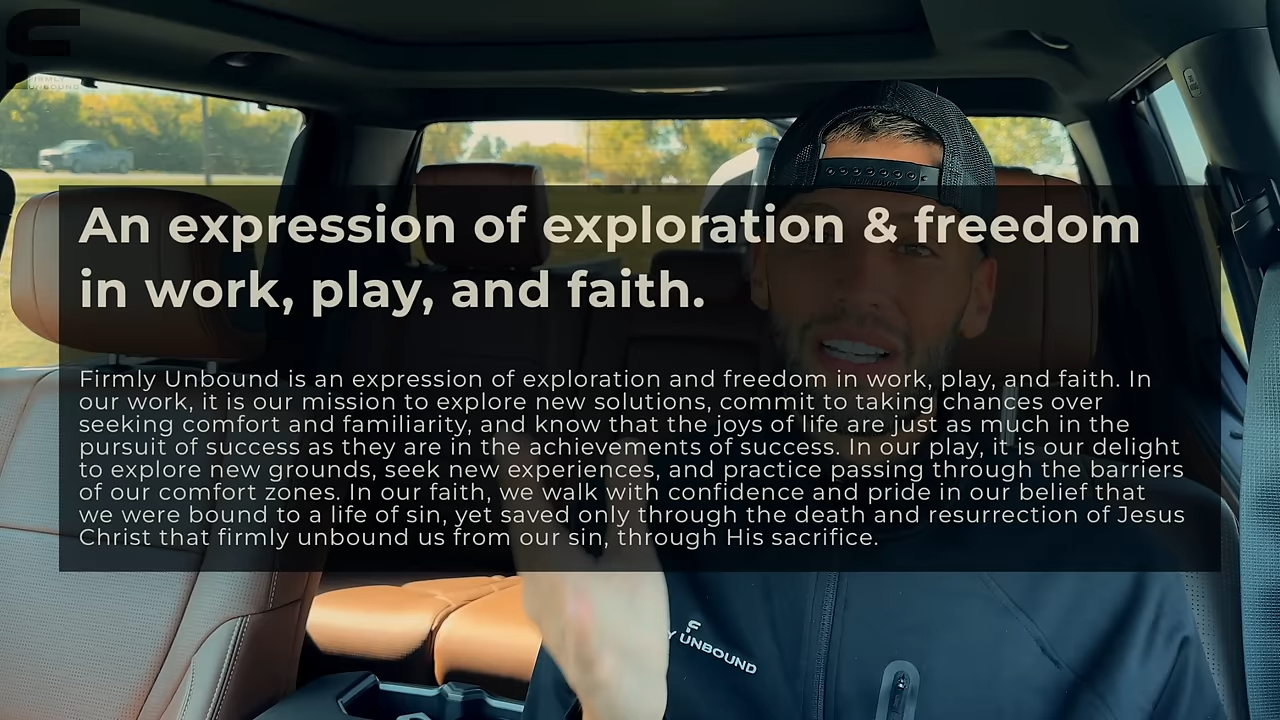 FIRMLY
UNBOUND
An expression of exploration & freedom
in work, play, and faith.
Firmly Unbound is an expression of exploration and freedom in work, play, and faith. In
our work, it is our mission to explore new solutions, commit to taking chances over
seeking comfort and familiarity, and know that the joys of life are just as much in the
pursuit of success as they are in the achievements of success. In our play, it is our delight
to explore new grounds, seek new experiences, and practice passing through the barriers
of our comfort zones. In our faith, we walk with confidence and pride in our belief that
we were bound to a life of sin, yet saved only through the death and resurrection of Jesus
Christ that firmly unbound us from our sin, through His sacrifice.
Y UNBOUND